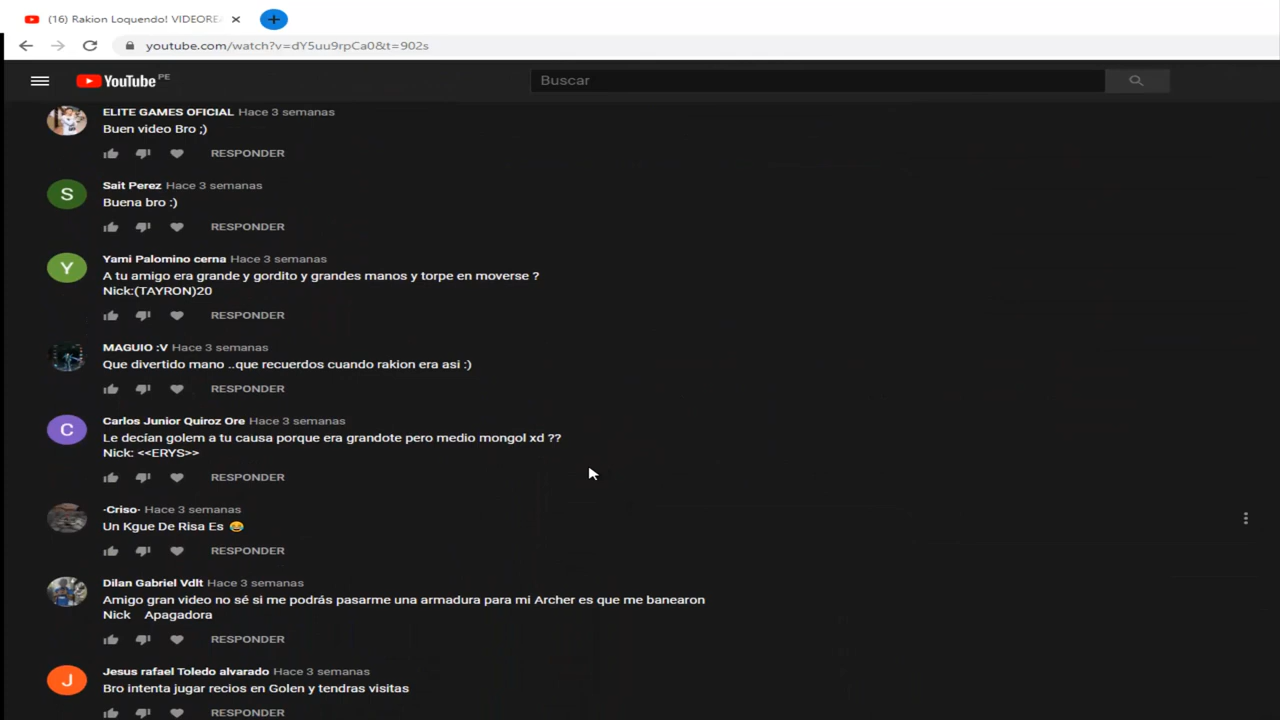 (16) Rakion Loquendo! VIDEORE
youtube.com/watch?v=dY5uu9rpCa0&t=902s
YouTube PE
Buscar
ELITE GAMES OFICIAL Hace 3 semanas
Buen video Bro ;)
RESPONDER
S
Sait Perez Hace 3 semanas
Buena bro :)
RESPONDER
Y
Yami Palomino cerna Hace 3 semanas
A tu amigo era grande y gordito y grandes manos y torpe en moverse ?
Nick:(TAYRON)20
RESPONDER
MAGUIO :V Hace 3 semanas
Que divertido mano ..que recuerdos cuando rakion era asi :)
RESPONDER
C
Carlos Junior Quiroz Ore Hace 3 semanas
Le decían golem a tu causa porque era grandote pero medio mongol xd ??
Nick: <<ERYS>>
RESPONDER
·Criso· Hace 3 semanas
Un Kgue De Risa Es 😂
RESPONDER
Dilan Gabriel Vdlt Hace 3 semanas
Amigo gran video no sé si me podrás pasarme una armadura para mi Archer es que me banearon
Nick Apagadora
RESPONDER
J
Jesus rafael Toledo alvarado Hace 3 semanas
Bro intenta jugar recios en Golen y tendras visitas
RESPONDER